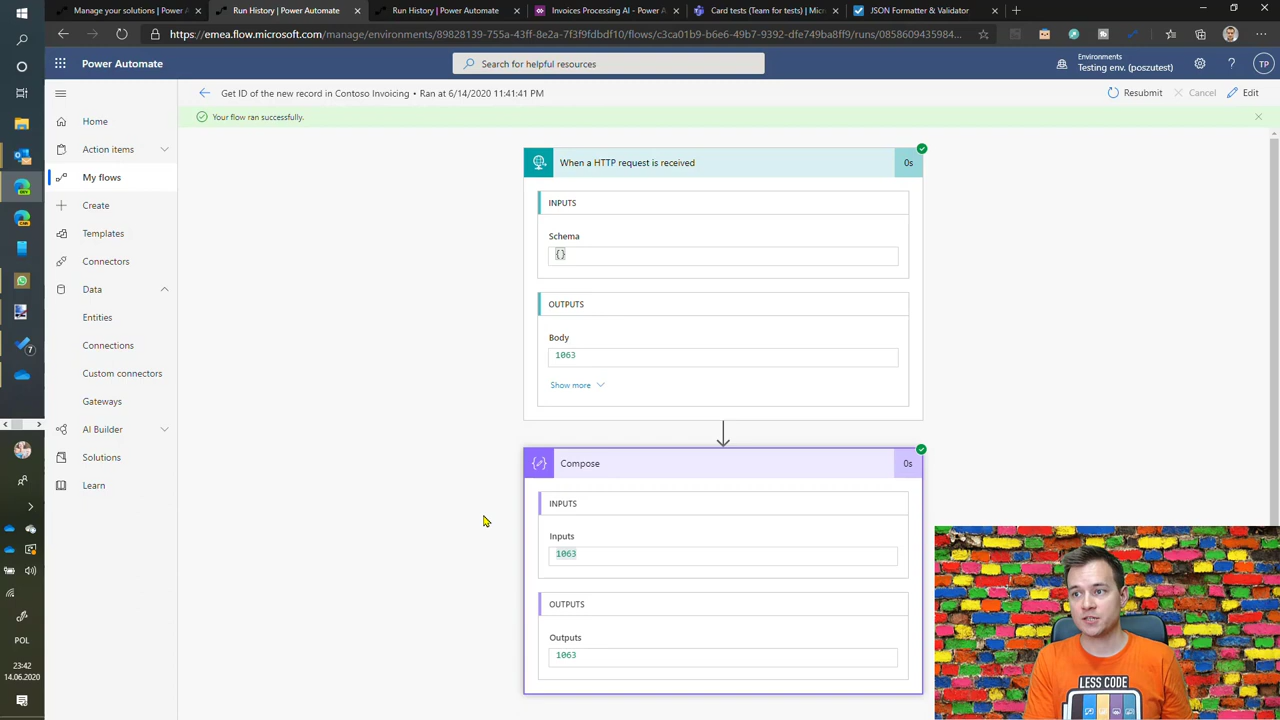 Manage your solutions | Power A
Run History | Power Automate
Run History | Power Automate
Invoices Processing AI - Power A
Card tests (Team for tests) | Micr
JSON Formatter & Validator
https://emea.flow.microsoft.com/manage/environments/89828139-755a-43ff-8e2a-7f3f9fdbdf10/flows/c3ca01b9-b6e6-49b7-9392-dfe749ba8ff9/runs/0858609435984...
Power Automate
Search for helpful resources
Environments
Testing env. (poszutest)
TP
Get ID of the new record in Contoso Invoicing • Ran at 6/14/2020 11:41:41 PM
Resubmit
Cancel
Edit
Your flow ran successfully.
Home
Action items
My flows
Create
Templates
Connectors
Data
Entities
Connections
Custom connectors
Gateways
AI Builder
Solutions
Learn
When a HTTP request is received
0s
INPUTS
Schema
{}
OUTPUTS
Body
1063
Show more
Compose
0s
INPUTS
Inputs
1063
OUTPUTS
Outputs
1063
7
POL
23:42
14.06.2020
LESS CODE